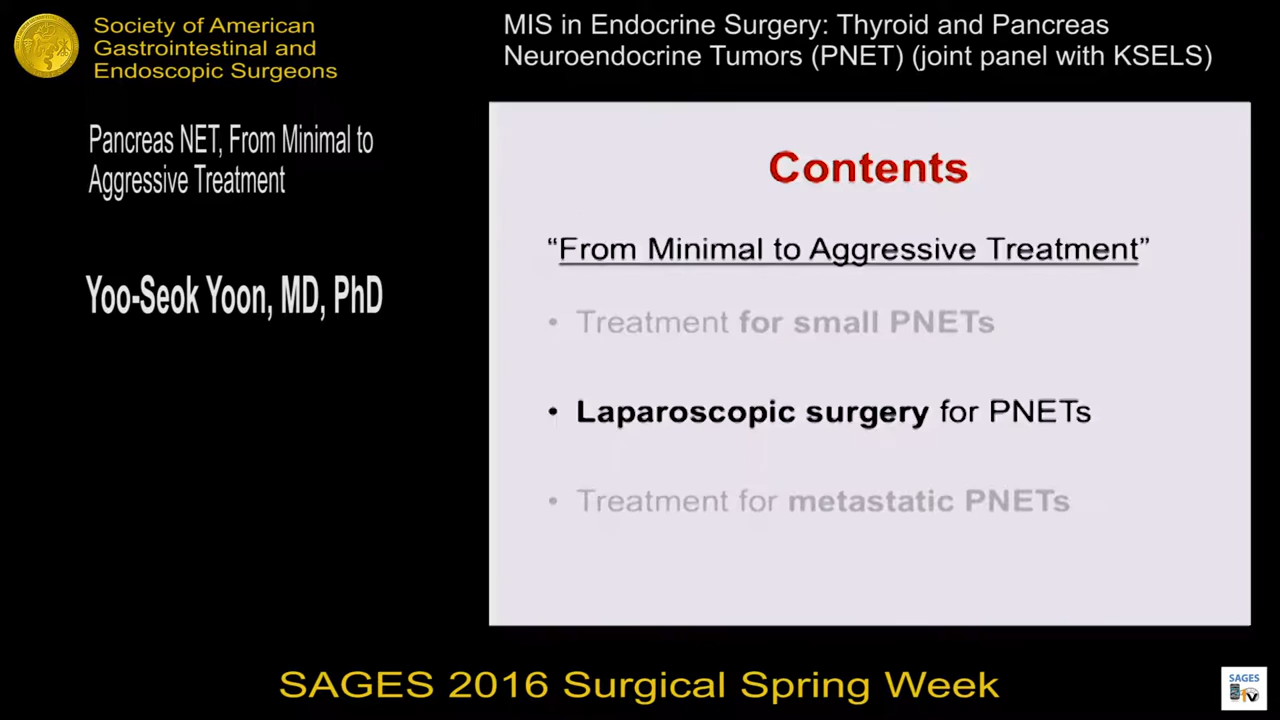 Society of American
Gastrointestinal and
Endoscopic Surgeons
MIS in Endocrine Surgery: Thyroid and Pancreas
Neuroendocrine Tumors (PNET) (joint panel with KSELS)
Pancreas NET, From Minimal to
Aggressive Treatment
Yoo-Seok Yoon, MD, PhD
Contents
“From Minimal to Aggressive Treatment”
• Treatment for small PNETs
• Laparoscopic surgery for PNETs
• Treatment for metastatic PNETs
SAGES 2016 Surgical Spring Week
SAGES
TV